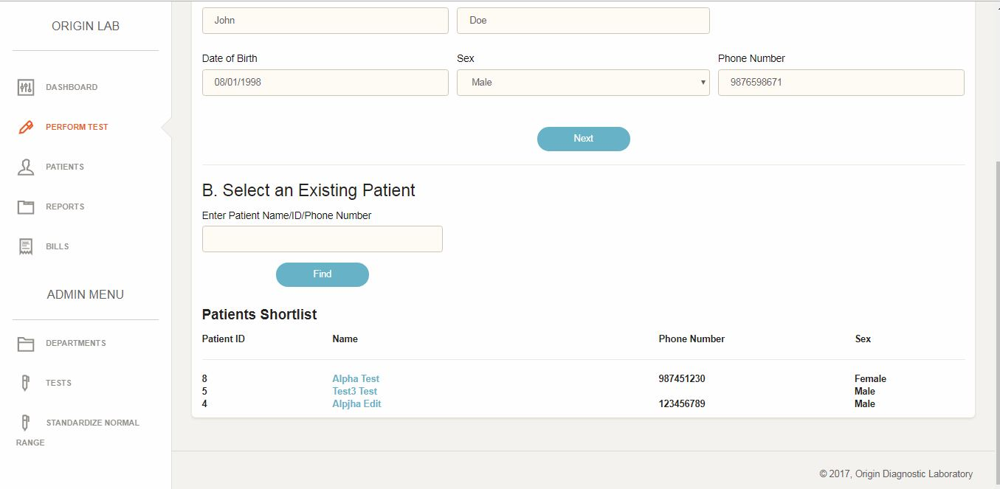 ORIGIN LAB
DASHBOARD
PERFORM TEST
PATIENTS
REPORTS
BILLS
ADMIN MENU
DEPARTMENTS
TESTS
STANDARDIZE NORMAL
RANGE
John Doe
Date of Birth Sex Phone Number
08/01/1998 Male 9876598671
Next
B. Select an Existing Patient
Enter Patient Name/ID/Phone Number
Find
Patients Shortlist
Patient ID Name Phone Number Sex
8 Alpha Test 987451230 Female
5 Test3 Test Male
4 Alpjha Edit 123456789 Male
© 2017, Origin Diagnostic Laboratory